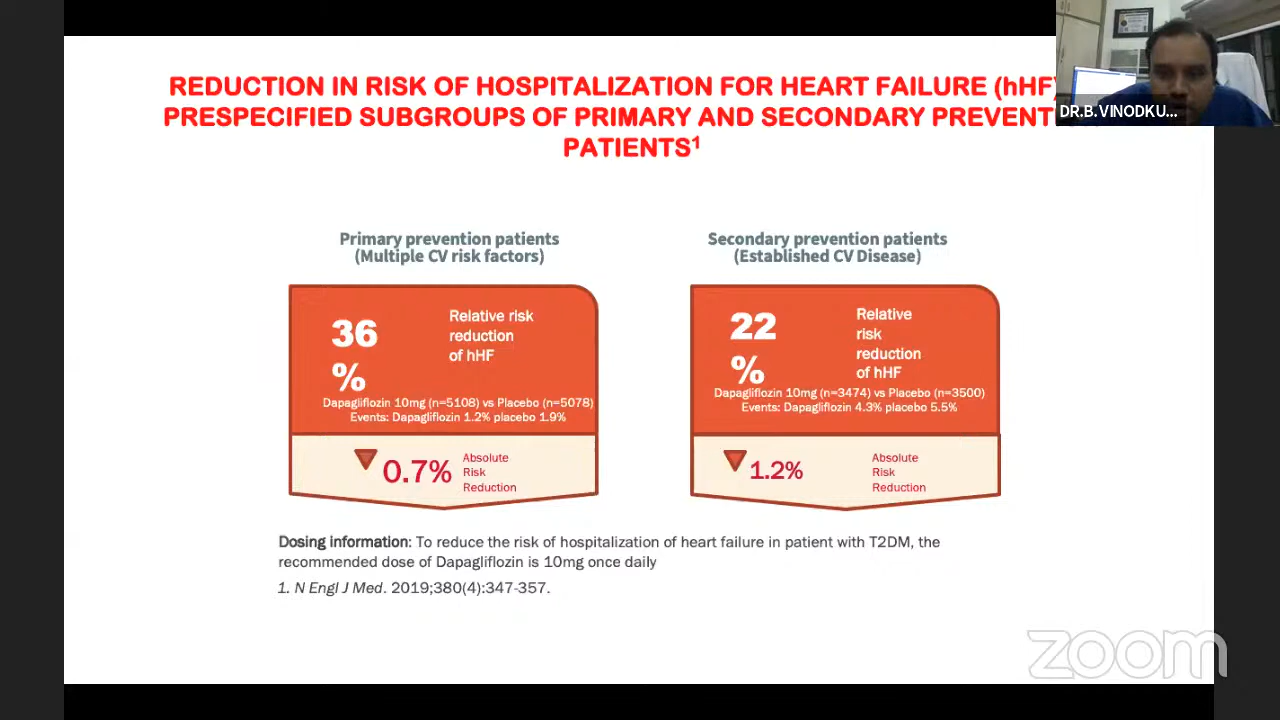 REDUCTION IN RISK OF HOSPITALIZATION FOR HEART FAILURE (hHF)
PRESPECIFIED SUBGROUPS OF PRIMARY AND SECONDARY PREVENT
PATIENTS¹
DR.B.VINODKU...
Primary prevention patients
(Multiple CV risk factors)
36
%
Relative risk
reduction
of hHF
Dapagliflozin 10mg (n=5108) vs Placebo (n=5078)
Events: Dapagliflozin 1.2% placebo 1.9%
0.7%
Absolute
Risk
Reduction
Secondary prevention patients
(Established CV Disease)
22
%
Relative
risk
reduction
of hHF
Dapagliflozin 10mg (n=3474) vs Placebo (n=3500)
Events: Dapagliflozin 4.3% placebo 5.5%
1.2%
Absolute
Risk
Reduction
Dosing information: To reduce the risk of hospitalization of heart failure in patient with T2DM, the
recommended dose of Dapagliflozin is 10mg once daily
1. N Engl J Med. 2019;380(4):347-357.
zoom